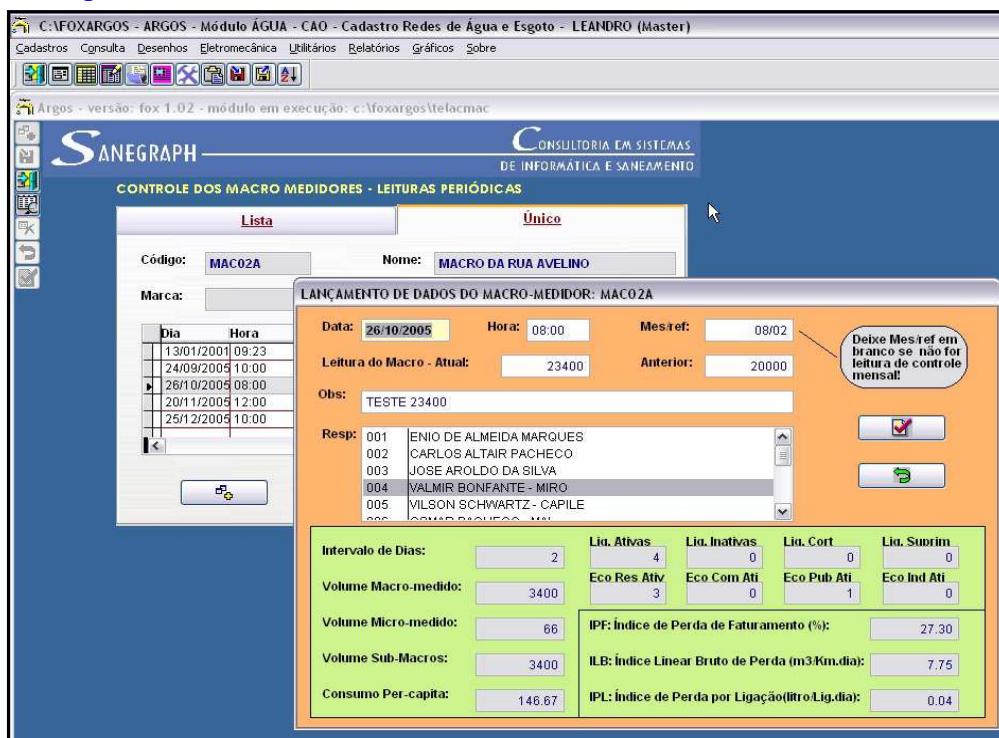 C:\FOXARGOS - ARGOS - Módulo ÁGUA - CAO - Cadastro Redes de Água e Esgoto - LEANDRO (Master)
Cadastros Consulta Desenhos Eletromecânica Utilitários Relatórios Gráficos Sobre
Argos - versão: fox 1.02 - módulo em execução: c:\foxargos\telacmac
SANEGRAPH
CONSULTORIA EM SISTEMAS
DE INFORMÁTICA E SANEAMENTO
CONTROLE DOS MACRO MEDIDORES - LEITURAS PERIÓDICAS
Lista Único
Código: MAC02A Nome: MACRO DA RUA AVELINO
Marca:
Dia Hora
13/01/2001 09:23
24/09/2005 10:00
26/10/2005 08:00
20/11/2005 12:00
25/12/2005 10:00
LANÇAMENTO DE DADOS DO MACRO-MEDIDOR: MAC02A
Data: 26/10/2005 Hora: 08:00 Mes/ref: 08/02
Deixe Mes/ref em
branco se não for
leitura de controle
mensal!
Leitura do Macro - Atual: 23400 Anterior: 20000
Obs: TESTE 23400
Resp: 001 ENIO DE ALMEIDA MARQUES
002 CARLOS ALTAIR PACHECO
003 JOSE AROLDO DA SILVA
004 VALMIR BONFANTE - MIRO
005 VILSON SCHWARTZ - CAPILE
Intervalo de Dias: 2
Lig. Ativas Lig. Inativas Lig. Cort Lig. Suprim
4 0 0 0
Eco Res Ativ Eco Com Ati Eco Pub Ati Eco Ind Ati
3 0 1 0
Volume Macro-medido: 3400
Volume Micro-medido: 66
IPF: Índice de Perda de Faturamento (%): 27.30
Volume Sub-Macros: 3400
ILB: Índice Linear Bruto de Perda (m3/Km.dia): 7.75
Consumo Per-capita: 146.67
IPL: Índice de Perda por Ligação(litro/Lig.dia): 0.04